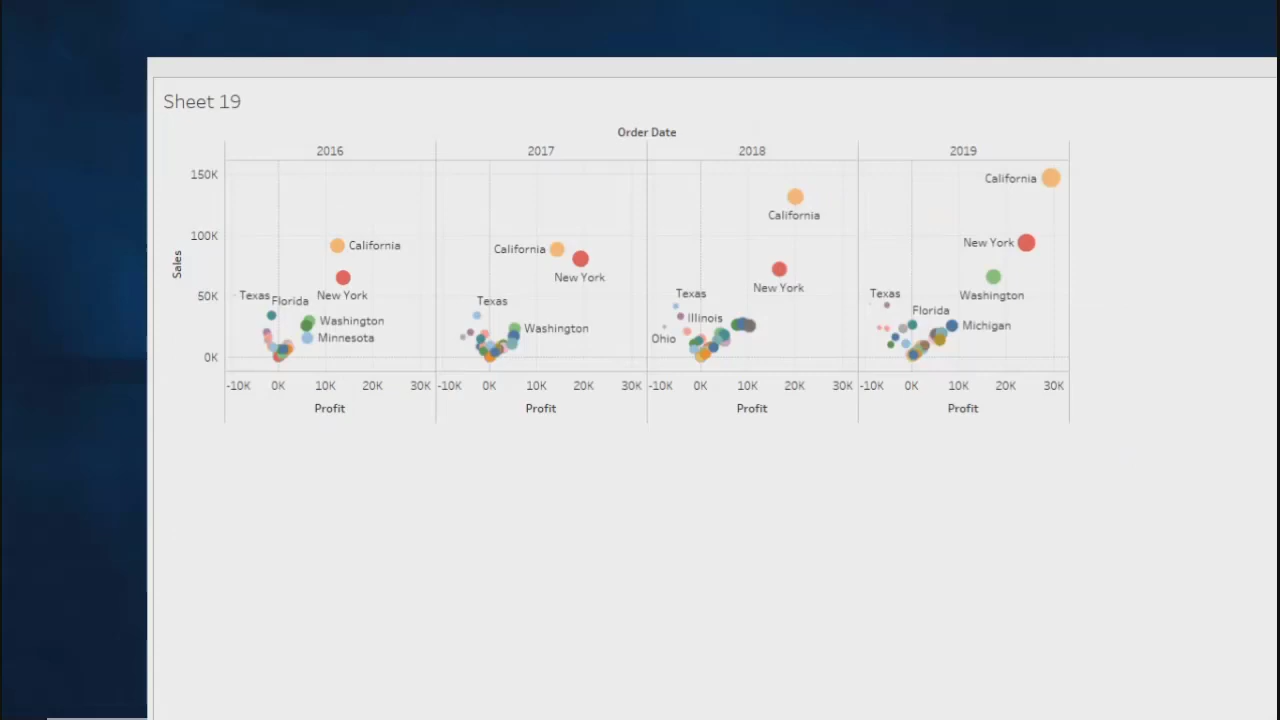 Sheet 19
Order Date
2016 2017 2018 2019
150K
100K
50K
0K
Sales
California
New York
Texas
Florida
Washington
Minnesota
California
New York
Texas
Washington
California
New York
Texas
Illinois
Ohio
California
New York
Washington
Texas
Florida
Michigan
-10K 0K 10K 20K 30K -10K 0K 10K 20K 30K -10K 0K 10K 20K 30K -10K 0K 10K 20K 30K
Profit Profit Profit Profit